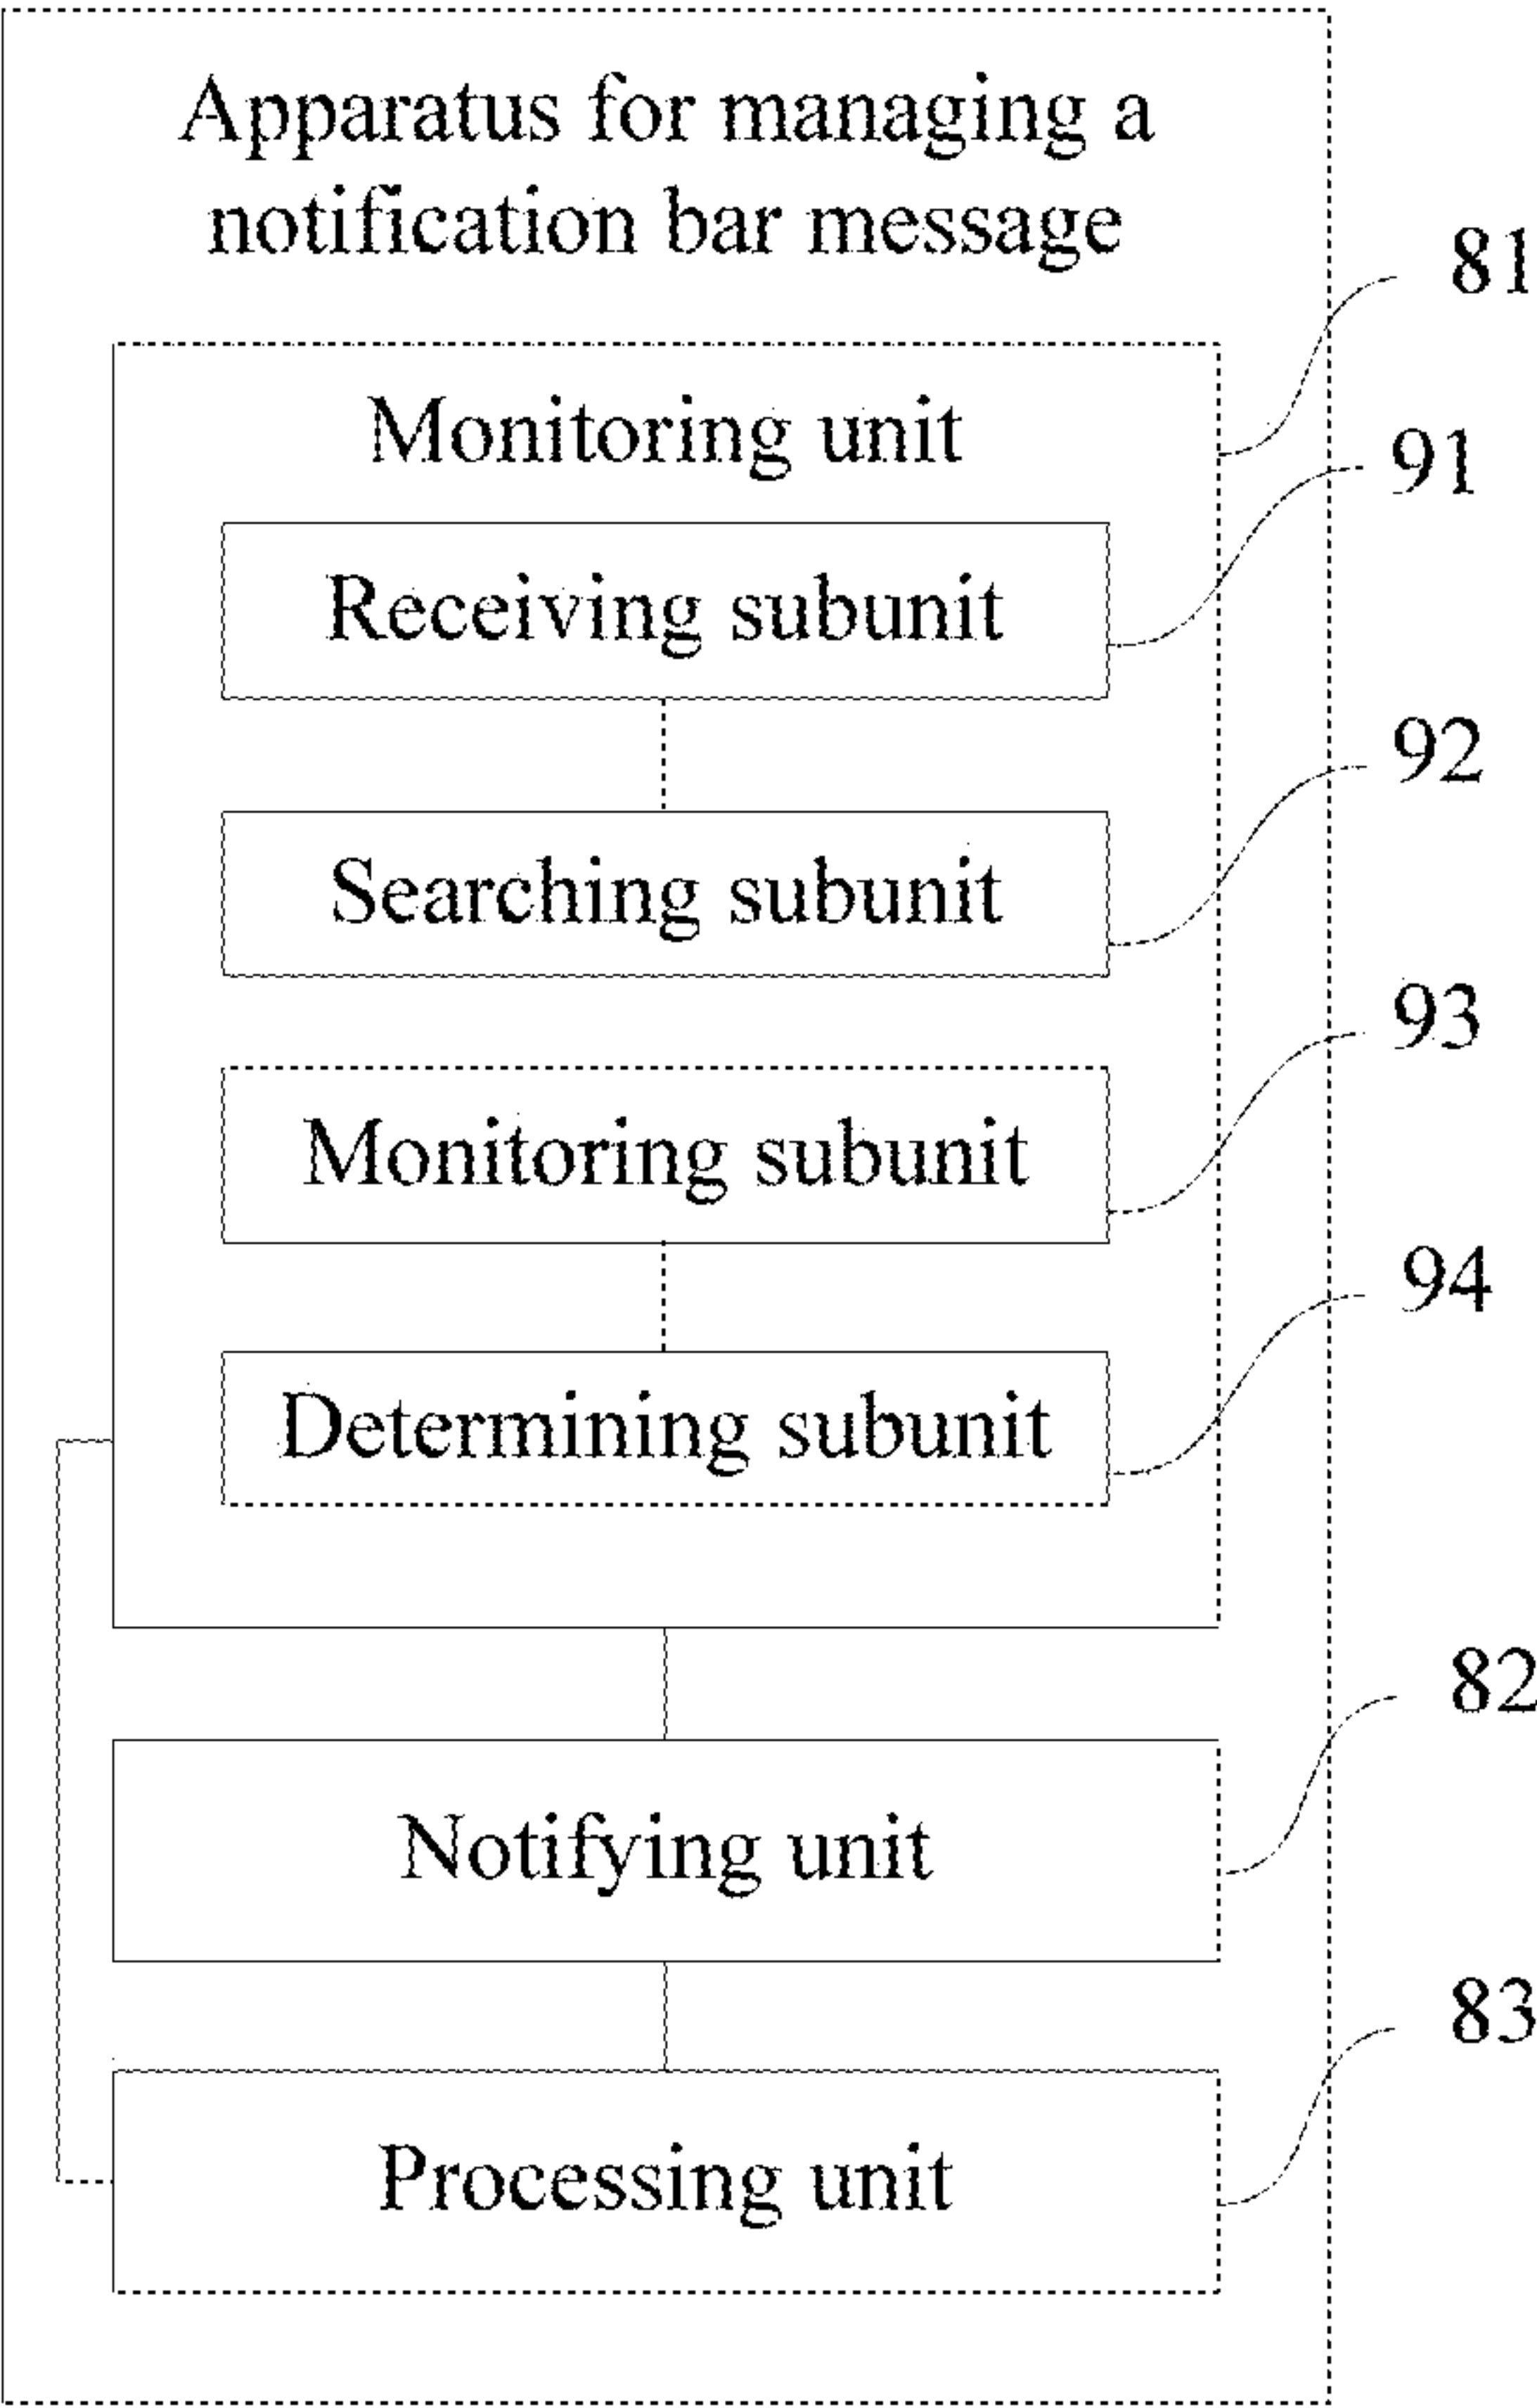 Apparatus for managing a
notification bar message
81
Monitoring unit
91
Receiving subunit
92
Searching subunit
93
Monitoring subunit
94
Determining subunit
82
Notifying unit
83
Processing unit